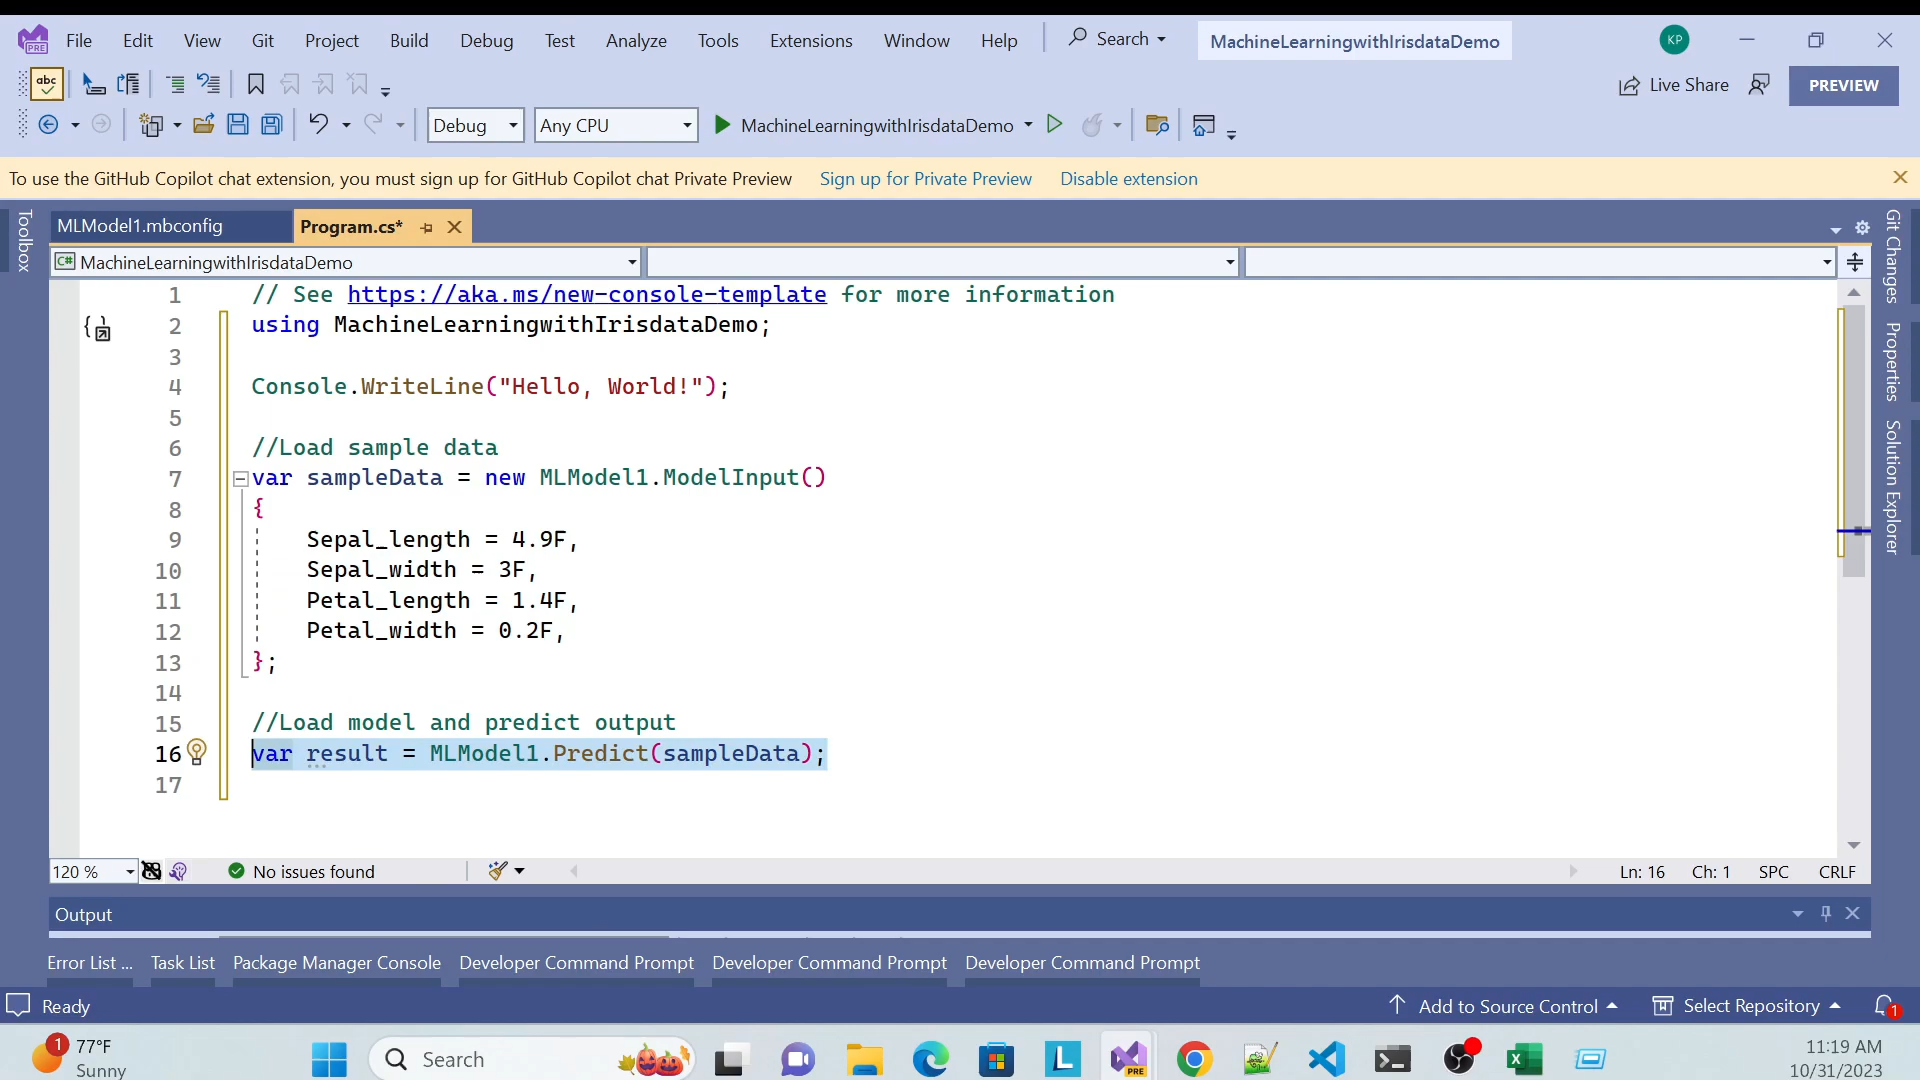 File Edit View Git Project Build Debug Test Analyze Tools Extensions Window Help Search MachineLearningwithIrisdataDemo KP
abc Live Share PREVIEW
Debug Any CPU MachineLearningwithIrisdataDemo
To use the GitHub Copilot chat extension, you must sign up for GitHub Copilot chat Private Preview Sign up for Private Preview Disable extension
Toolbox
MLModel1.mbconfig Program.cs*
C# MachineLearningwithIrisdataDemo
Git Changes
Properties
Solution Explorer
1 // See https://aka.ms/new-console-template for more information
2 using MachineLearningwithIrisdataDemo;
3
4 Console.WriteLine("Hello, World!");
5
6 //Load sample data
7 var sampleData = new MLModel1.ModelInput()
8 {
9 Sepal_length = 4.9F,
10 Sepal_width = 3F,
11 Petal_length = 1.4F,
12 Petal_width = 0.2F,
13 };
14
15 //Load model and predict output
16 var result = MLModel1.Predict(sampleData);
17
120 % No issues found Ln: 16 Ch: 1 SPC CRLF
Output
Error List ... Task List Package Manager Console Developer Command Prompt Developer Command Prompt Developer Command Prompt
Ready Add to Source Control Select Repository 1
1 77°F
Sunny
Search
PRE
11:19 AM
10/31/2023